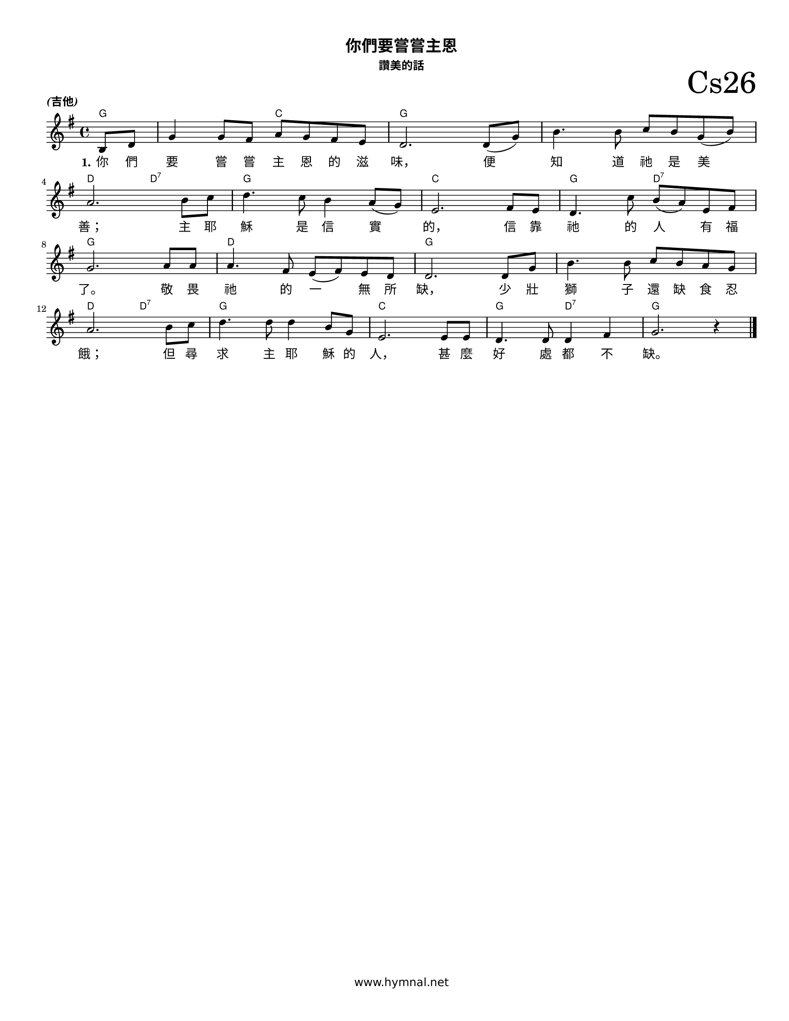 你們要嘗嘗主恩
讚美的話
Cs26
(吉他)
G C G
1. 你 們 要 嘗 嘗 主 恩 的 滋 味， 便 知 道 祂 是 美
4 D D7 G C G D7
善； 主 耶 穌 是 信 實 的， 信 靠 祂 的 人 有 福
8 G D G
了。 敬 畏 祂 的 一 無 所 缺， 少 壯 獅 子 還 缺 食 忍
12 D D7 G C G D7 G
餓； 但 尋 求 主 耶 穌 的 人， 甚 麼 好 處 都 不 缺。
www.hymnal.net